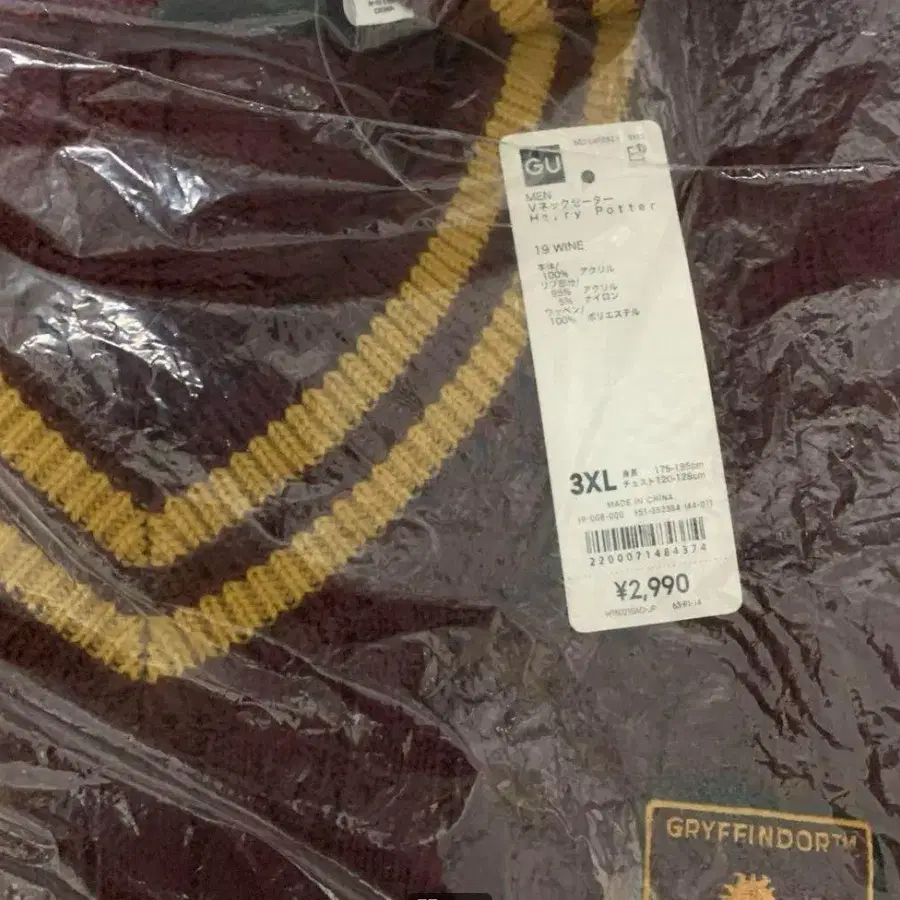 CHINA
GU
MEN
Vネックセーター
Harry Potter
19 WINE
本体/
100% アクリル
リブ部分/
95% アクリル
5% ナイロン
ワッペン/
100% ポリエステル
3XL 身長 175-185cm
チェスト 120-128cm
MADE IN CHINA
2200071484374
¥2,990
GRYFFINDOR™